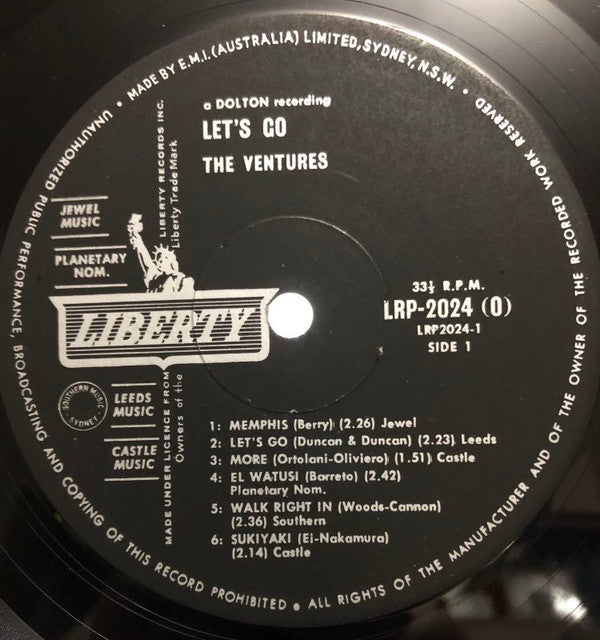 • MADE BY E.M.I. (AUSTRALIA) LIMITED, SYDNEY, N.S.W. •
a DOLTON recording
LET'S GO
THE VENTURES
LIBERTY RECORDS INC.
Liberty Trade Mark
JEWEL
MUSIC
PLANETARY
NOM.
LIBERTY
33⅓ R.P.M.
LRP-2024 (O)
LRP2024-1
SIDE 1
SOUTHERN MUSIC
SYDNEY
LEEDS
MUSIC
CASTLE
MUSIC
MADE UNDER LICENCE FROM
Owners of the
1: MEMPHIS (Berry) (2.26) Jewel
2: LET'S GO (Duncan & Duncan) (2.23) Leeds
3: MORE (Ortolani-Oliviero) (1.51) Castle
4: EL WATUSI (Barreto) (2.42)
Planetary Nom.
5: WALK RIGHT IN (Woods-Cannon)
(2.36) Southern
6: SUKIYAKI (Ei-Nakamura)
(2.14) Castle
UNAUTHORIZED PUBLIC PERFORMANCE, BROADCASTING AND COPYING OF THIS RECORD PROHIBITED • ALL RIGHTS OF THE MANUFACTURER AND OF THE OWNER OF THE RECORDED WORK RESERVED